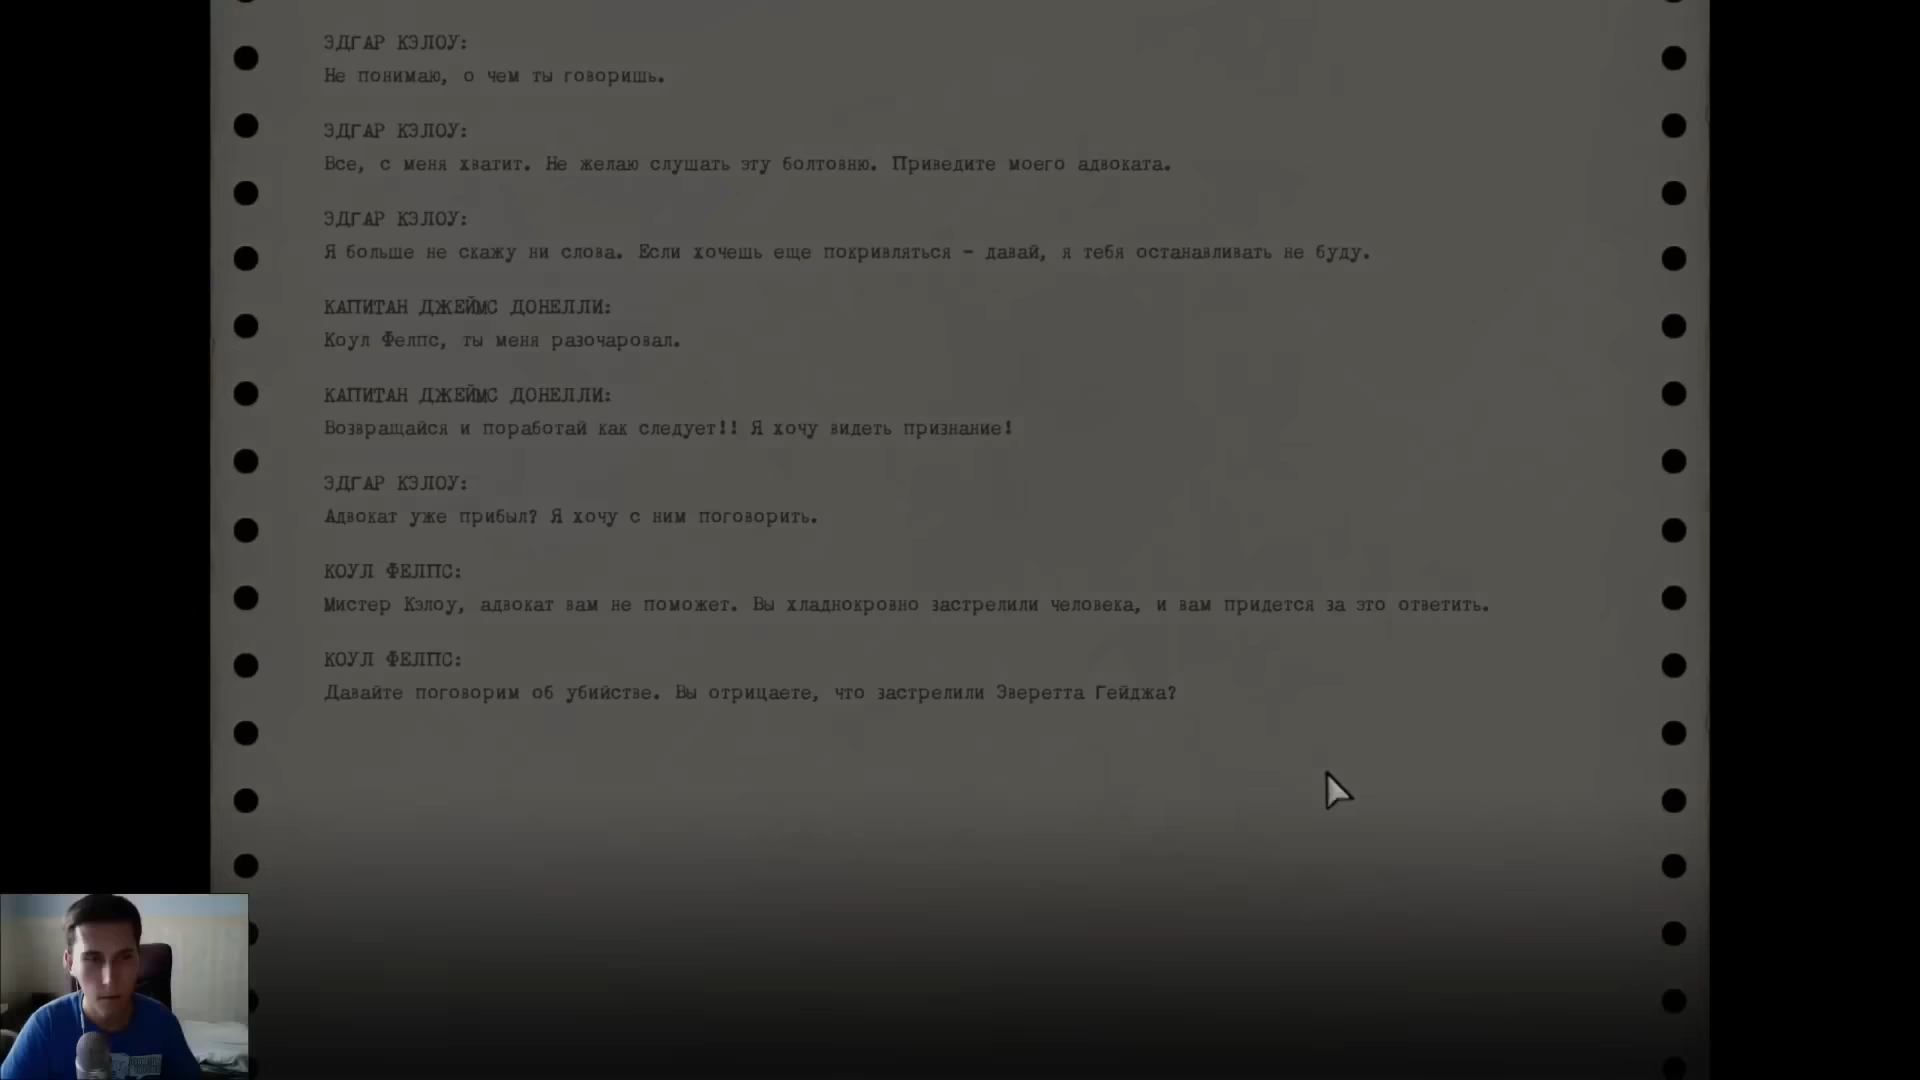 ЭДГАР КЭЛОУ:
Не понимаю, о чем ты говоришь.
ЭДГАР КЭЛОУ:
Все, с меня хватит. Не желаю слушать эту болтовню. Приведите моего адвоката.
ЭДГАР КЭЛОУ:
Я больше не скажу ни слова. Если хочешь еще покривляться - давай, я тебя останавливать не буду.
КАПИТАН ДЖЕЙМС ДОНЕЛЛИ:
Коул Фелпс, ты меня разочаровал.
КАПИТАН ДЖЕЙМС ДОНЕЛЛИ:
Возвращайся и поработай как следует!! Я хочу видеть признание!
ЭДГАР КЭЛОУ:
Адвокат уже прибыл? Я хочу с ним поговорить.
КОУЛ ФЕЛПС:
Мистер Кэлоу, адвокат вам не поможет. Вы хладнокровно застрелили человека, и вам придется за это ответить.
КОУЛ ФЕЛПС:
Давайте поговорим об убийстве. Вы отрицаете, что застрелили Эверетта Гейджа?